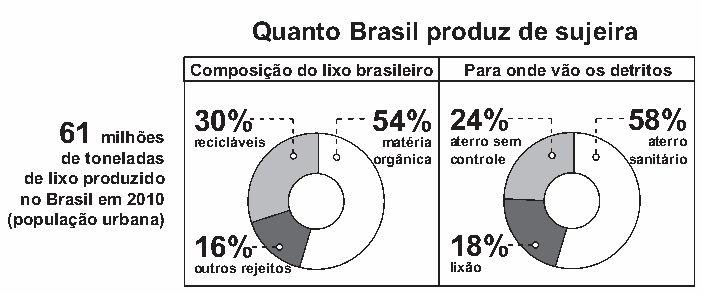 Quanto Brasil produz de sujeira
61 milhões
de toneladas
de lixo produzido
no Brasil em 2010
(população urbana)
Composição do lixo brasileiro
30%
recicláveis
54%
matéria
orgânica
16%
outros rejeitos
Para onde vão os detritos
24%
aterro sem
controle
58%
aterro
sanitário
18%
lixão